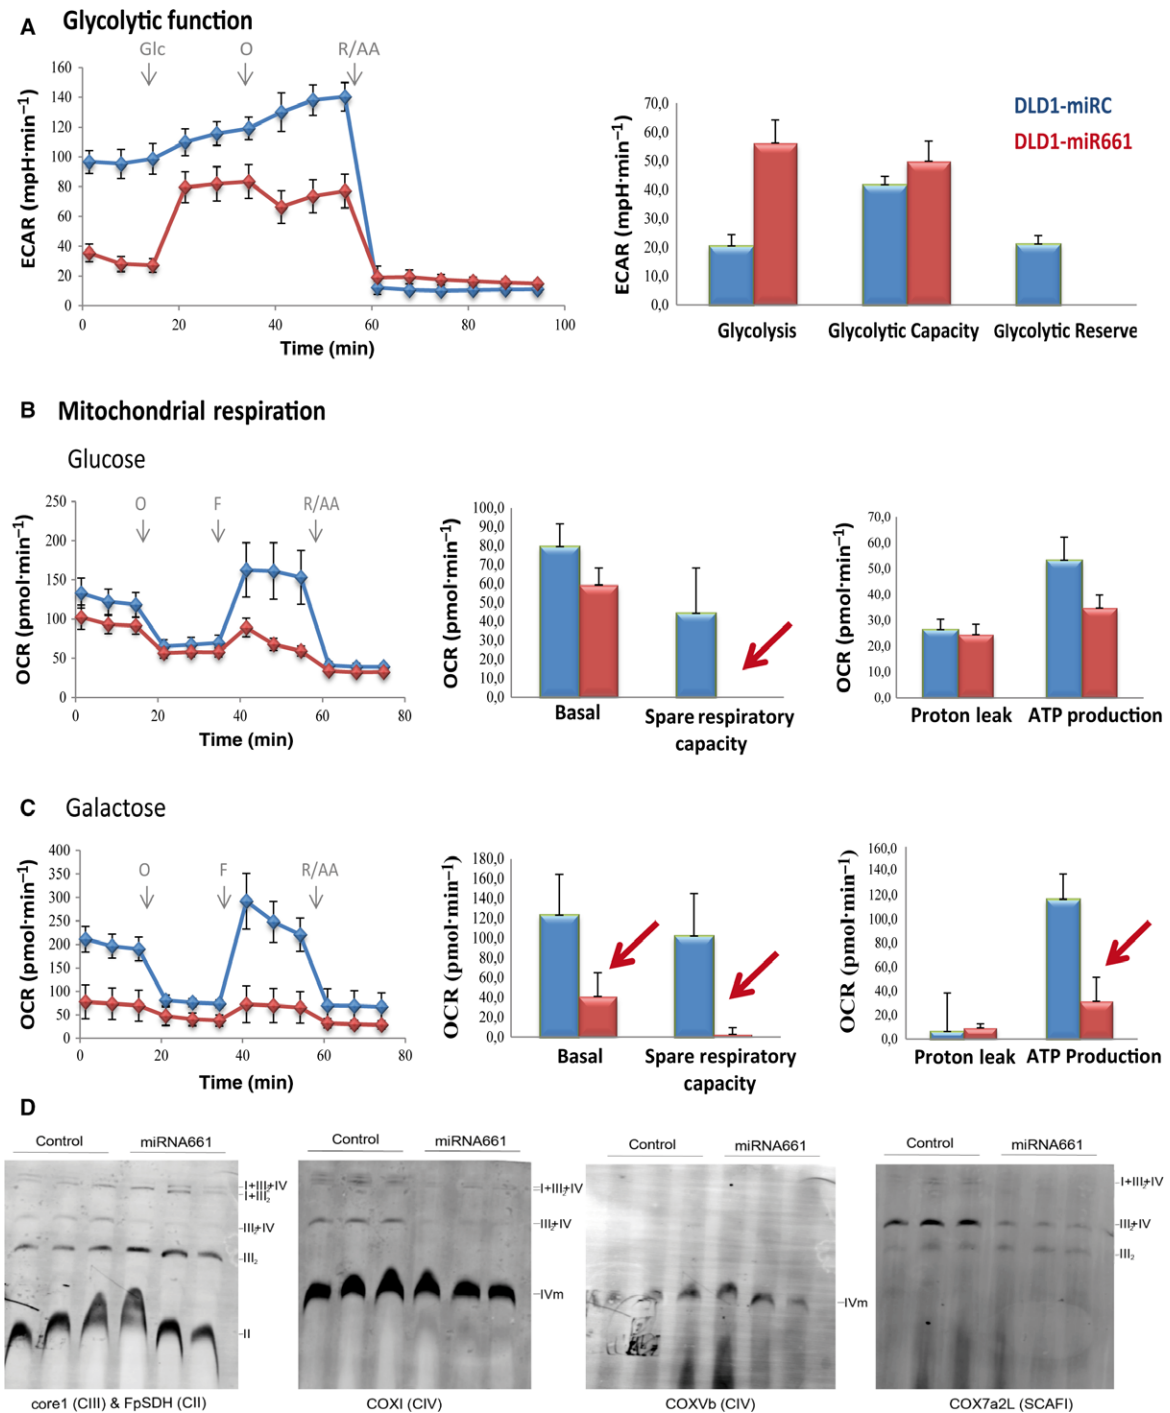 A Glycolytic function
Glc O R/AA
ECAR (mpH·min⁻¹)
160
140
120
100
80
60
40
20
0
0 20 40 60 80 100
Time (min)
DLD1-miRC
DLD1-miR661
ECAR (mpH·min⁻¹)
70,0
60,0
50,0
40,0
30,0
20,0
10,0
0,0
Glycolysis Glycolytic Capacity Glycolytic Reserve
B Mitochondrial respiration
Glucose
O F R/AA
OCR (pmol·min⁻¹)
250
200
150
100
50
0
0 20 40 60 80
Time (min)
OCR (pmol·min⁻¹)
100,0
90,0
80,0
70,0
60,0
50,0
40,0
30,0
20,0
10,0
0,0
Basal Spare respiratory
capacity
OCR (pmol·min⁻¹)
70,0
60,0
50,0
40,0
30,0
20,0
10,0
0,0
Proton leak ATP production
C Galactose
O F R/AA
OCR (pmol·min⁻¹)
400
350
300
250
200
150
100
50
0
0 20 40 60 80
Time (min)
OCR (pmol·min⁻¹)
180,0
160,0
140,0
120,0
100,0
80,0
60,0
40,0
20,0
0,0
Basal Spare respiratory
capacity
OCR (pmol·min⁻¹)
160,0
140,0
120,0
100,0
80,0
60,0
40,0
20,0
0,0
Proton leak ATP Production
D
Control miRNA661
I+III₂+IV
I+III₂
III₂+IV
III₂
II
core1 (CIII) & FpSDH (CII)
Control miRNA661
I+III₂+IV
III₂+IV
IVm
COXI (CIV)
Control miRNA661
IVm
COXVb (CIV)
Control miRNA661
I+III₂+IV
III₂+IV
III₂
COX7a2L (SCAFI)